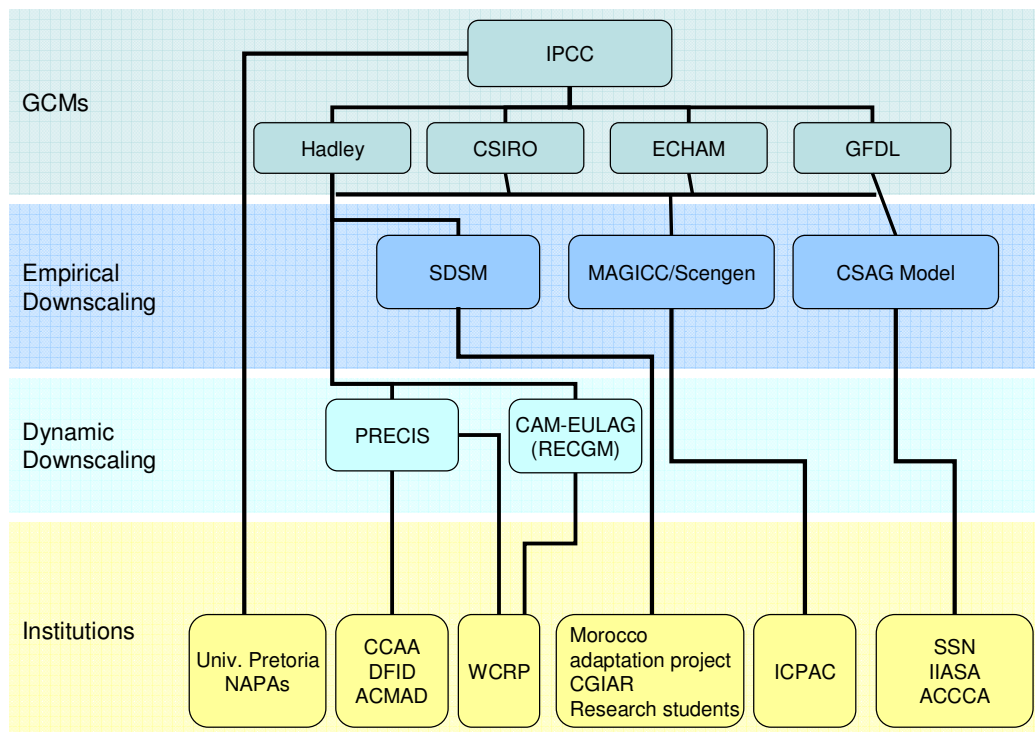 IPCC
GCMs
Hadley
CSIRO
ECHAM
GFDL
Empirical
Downscaling
SDSM
MAGICC/Scengen
CSAG Model
Dynamic
Downscaling
PRECIS
CAM-EULAG
(RECGM)
Institutions
Univ. Pretoria
NAPAs
CCAA
DFID
ACMAD
WCRP
Morocco
adaptation project
CGIAR
Research students
ICPAC
SSN
IIASA
ACCCA